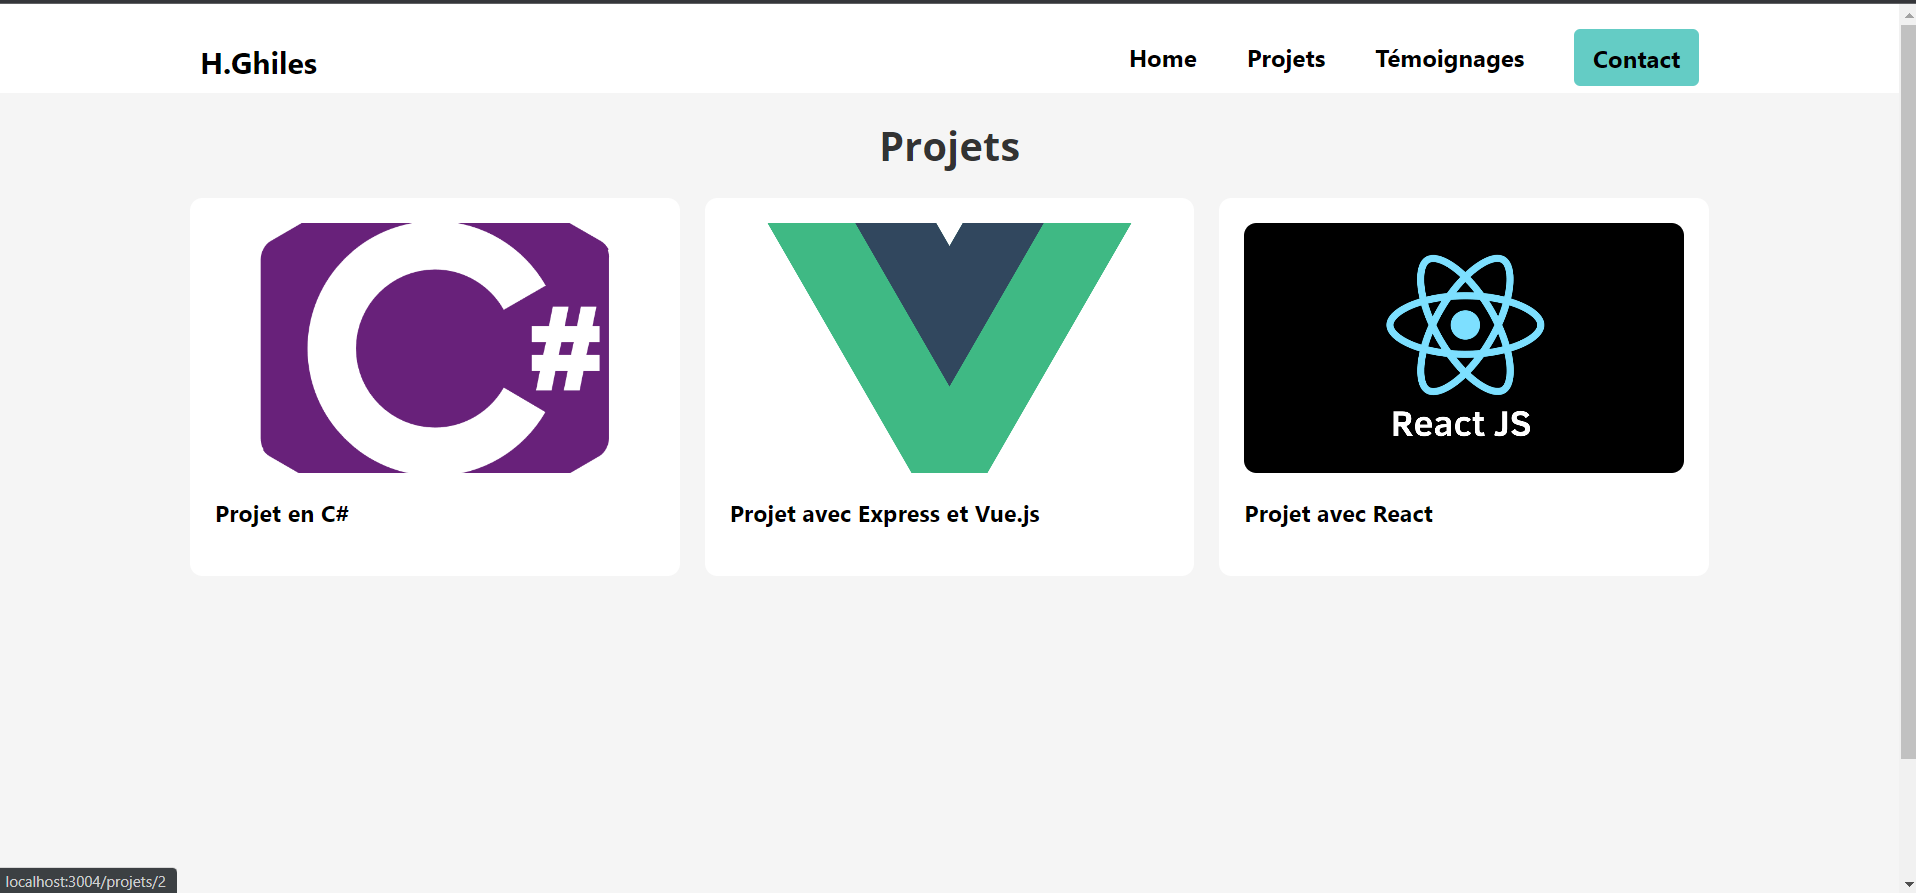 H.Ghiles
Home Projets Témoignages Contact
Projets
C#
React JS
Projet en C#
Projet avec Express et Vue.js
Projet avec React
localhost:3004/projets/2